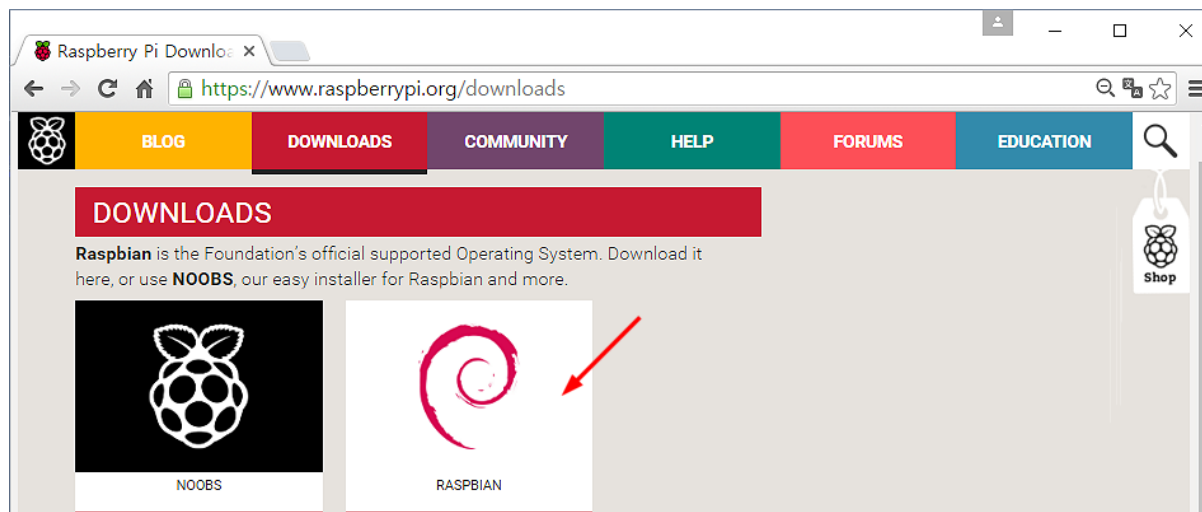 Raspberry Pi Downloa
https://www.raspberrypi.org/downloads
BLOG DOWNLOADS COMMUNITY HELP FORUMS EDUCATION
DOWNLOADS
Raspbian is the Foundation's official supported Operating System. Download it
here, or use NOOBS, our easy installer for Raspbian and more.
Shop
NOOBS RASPBIAN